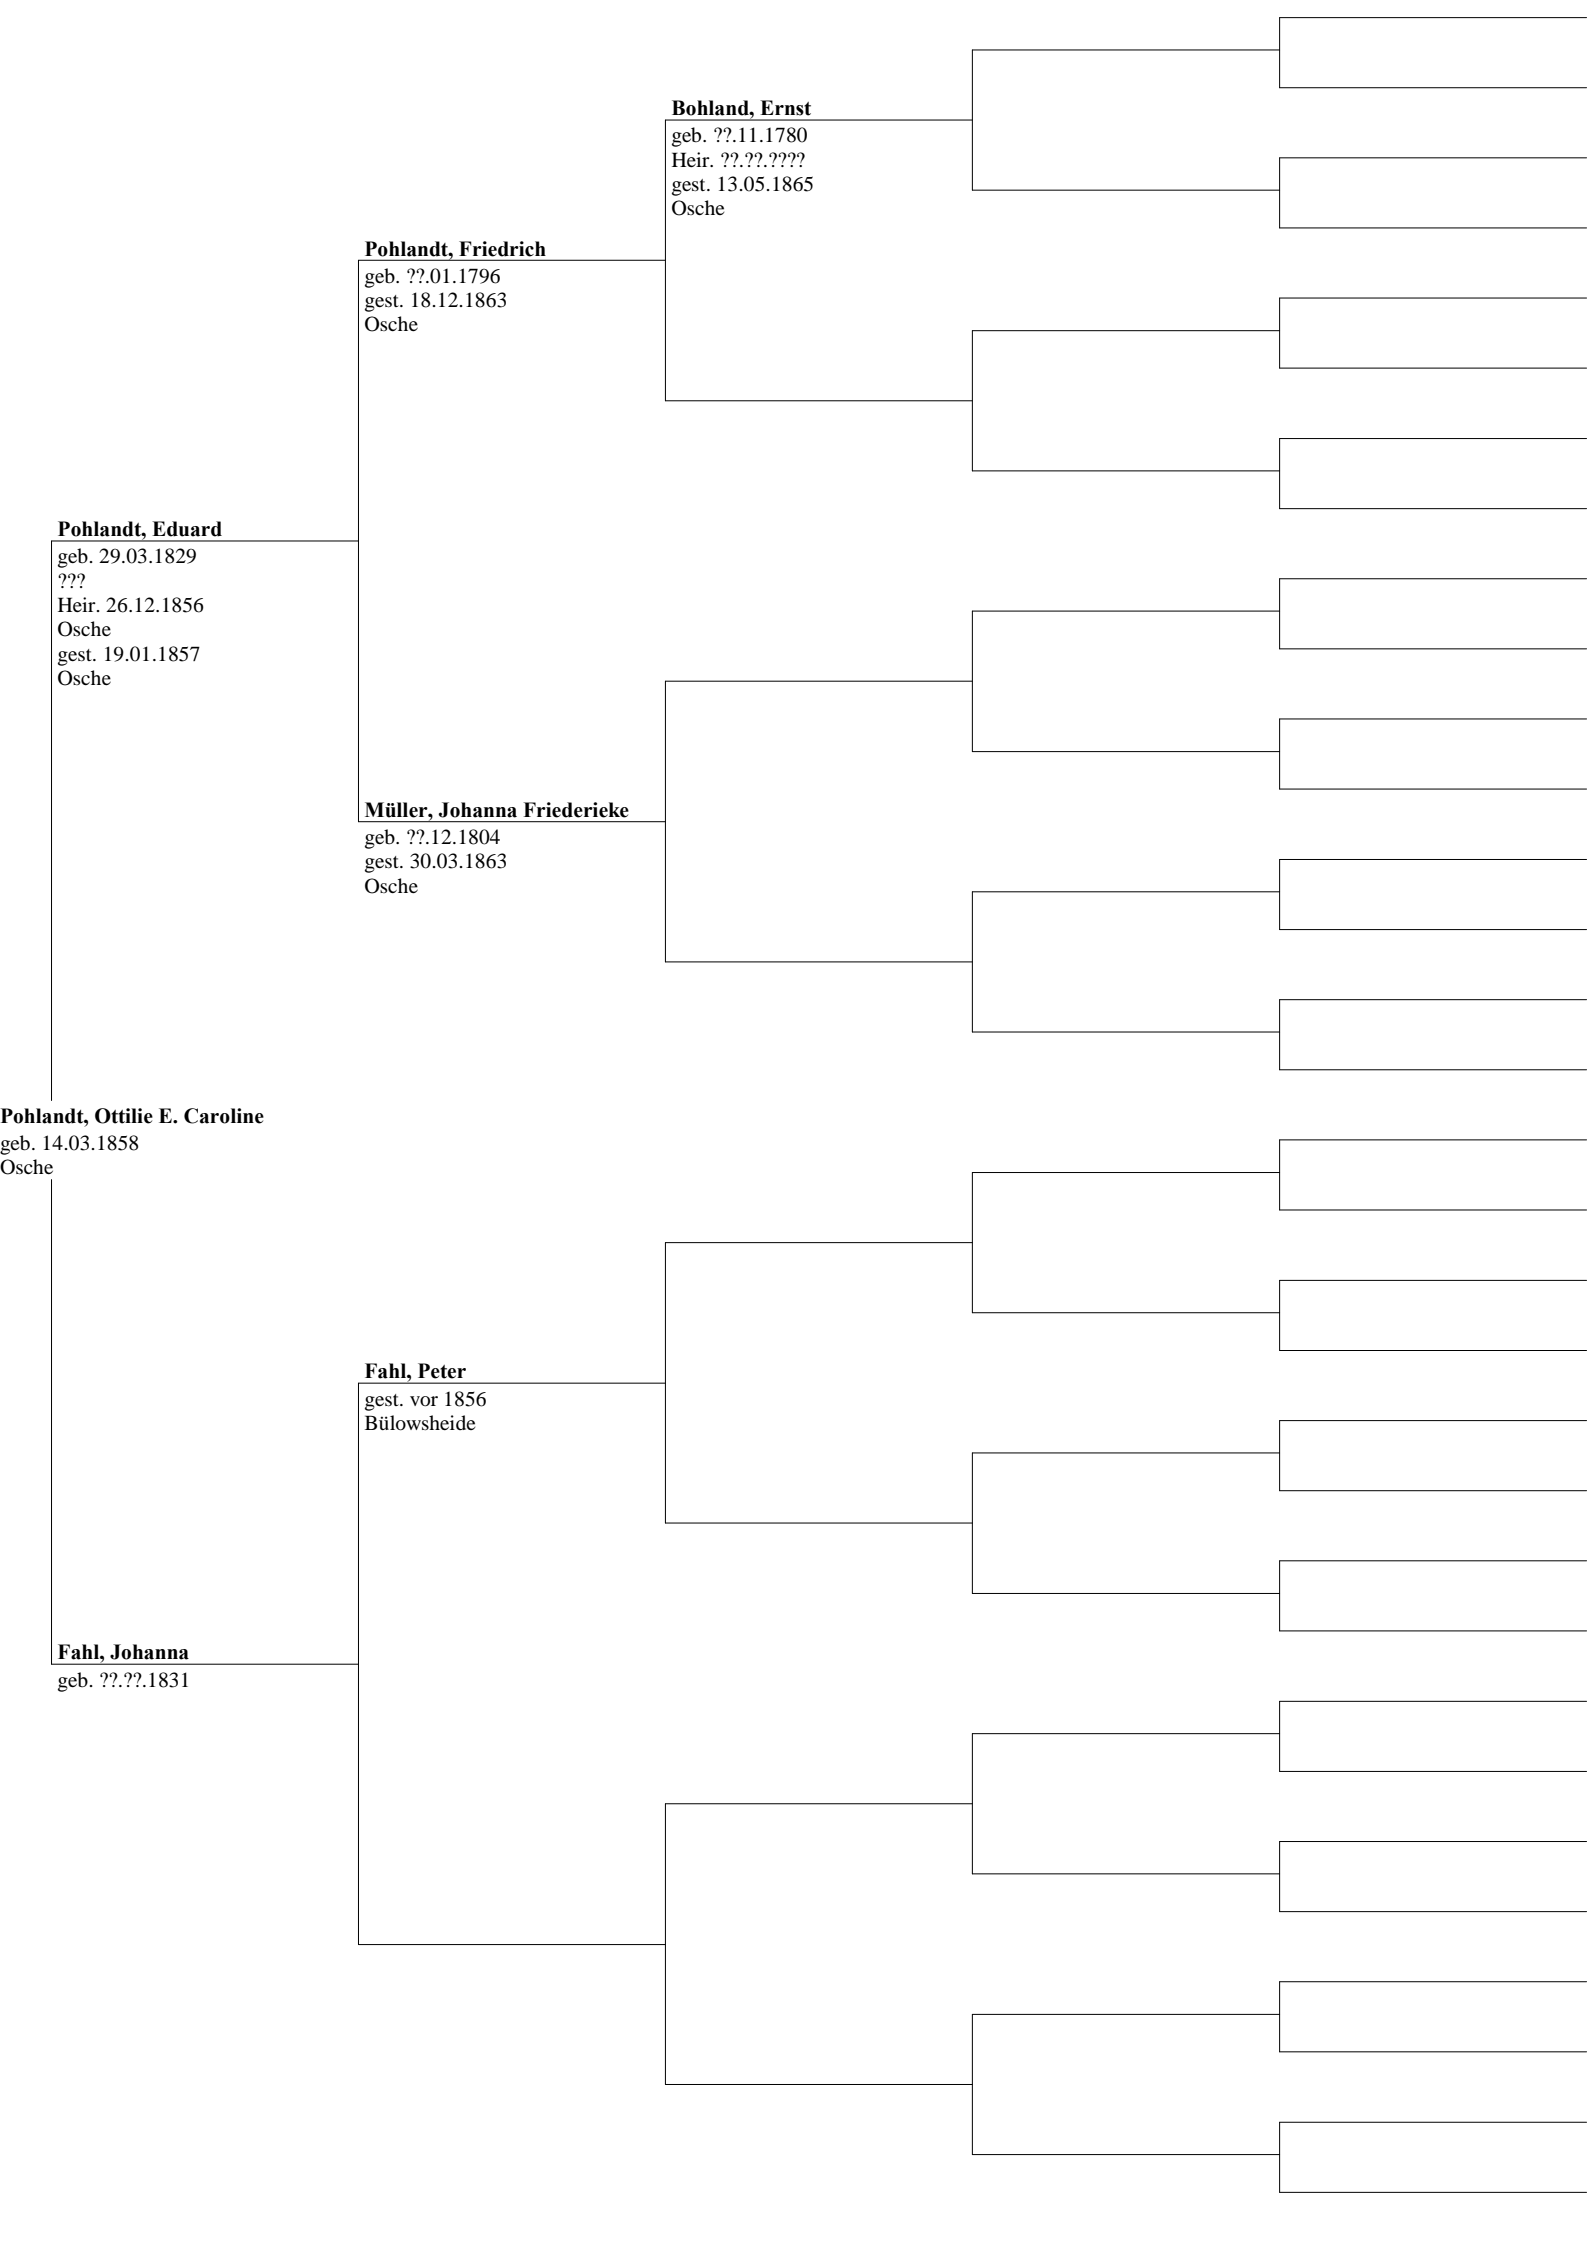 Bohland, Ernst
geb. ??.11.1780
Heir. ??.??.????
gest. 13.05.1865
Osche
Pohlandt, Friedrich
geb. ??.01.1796
gest. 18.12.1863
Osche
Pohlandt, Eduard
geb. 29.03.1829
???
Heir. 26.12.1856
Osche
gest. 19.01.1857
Osche
Müller, Johanna Friederieke
geb. ??.12.1804
gest. 30.03.1863
Osche
Pohlandt, Ottilie E. Caroline
geb. 14.03.1858
Osche
Fahl, Peter
gest. vor 1856
Bülowsheide
Fahl, Johanna
geb. ??.??.1831